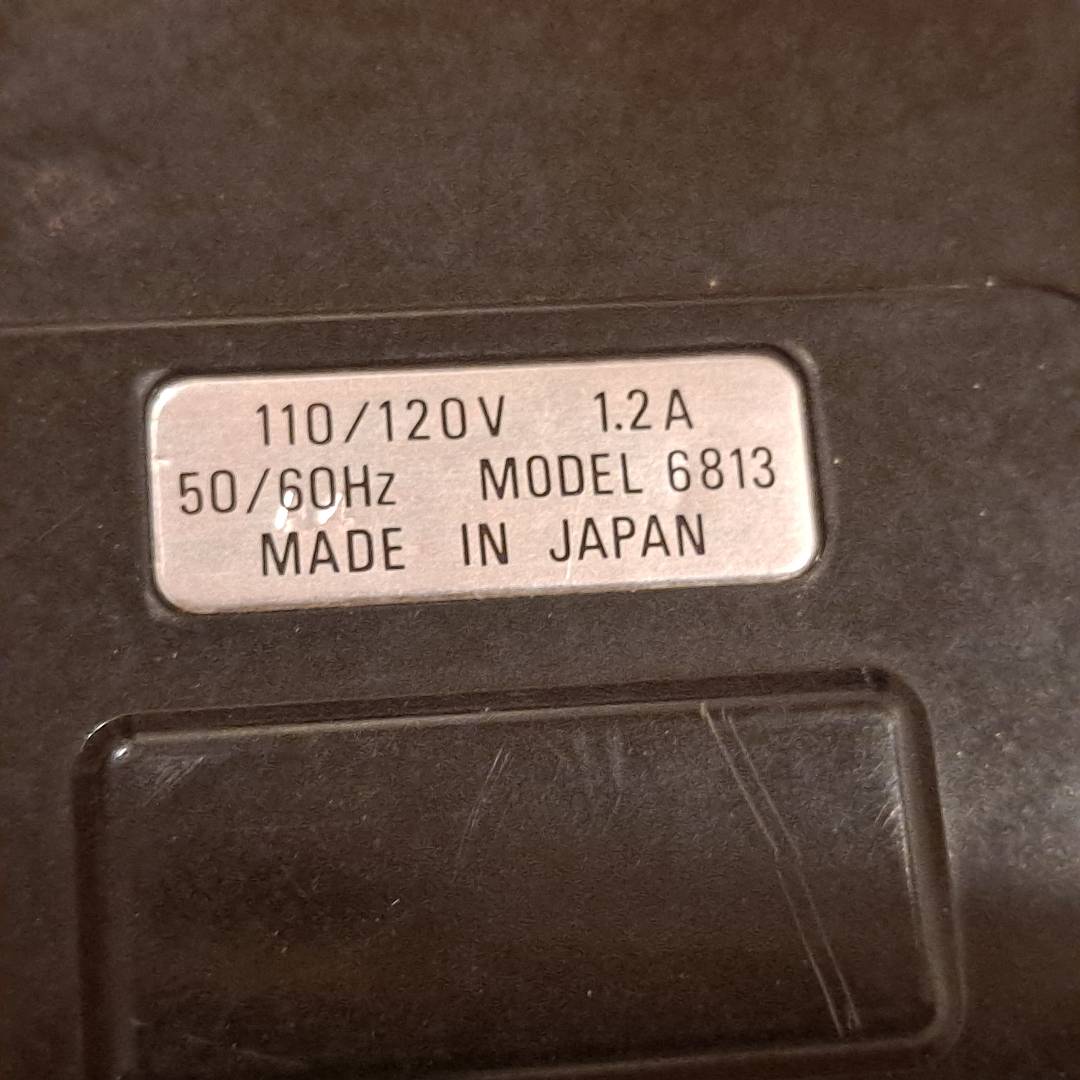 110/120V 1.2A
50/60Hz MODEL 6813
MADE IN JAPAN